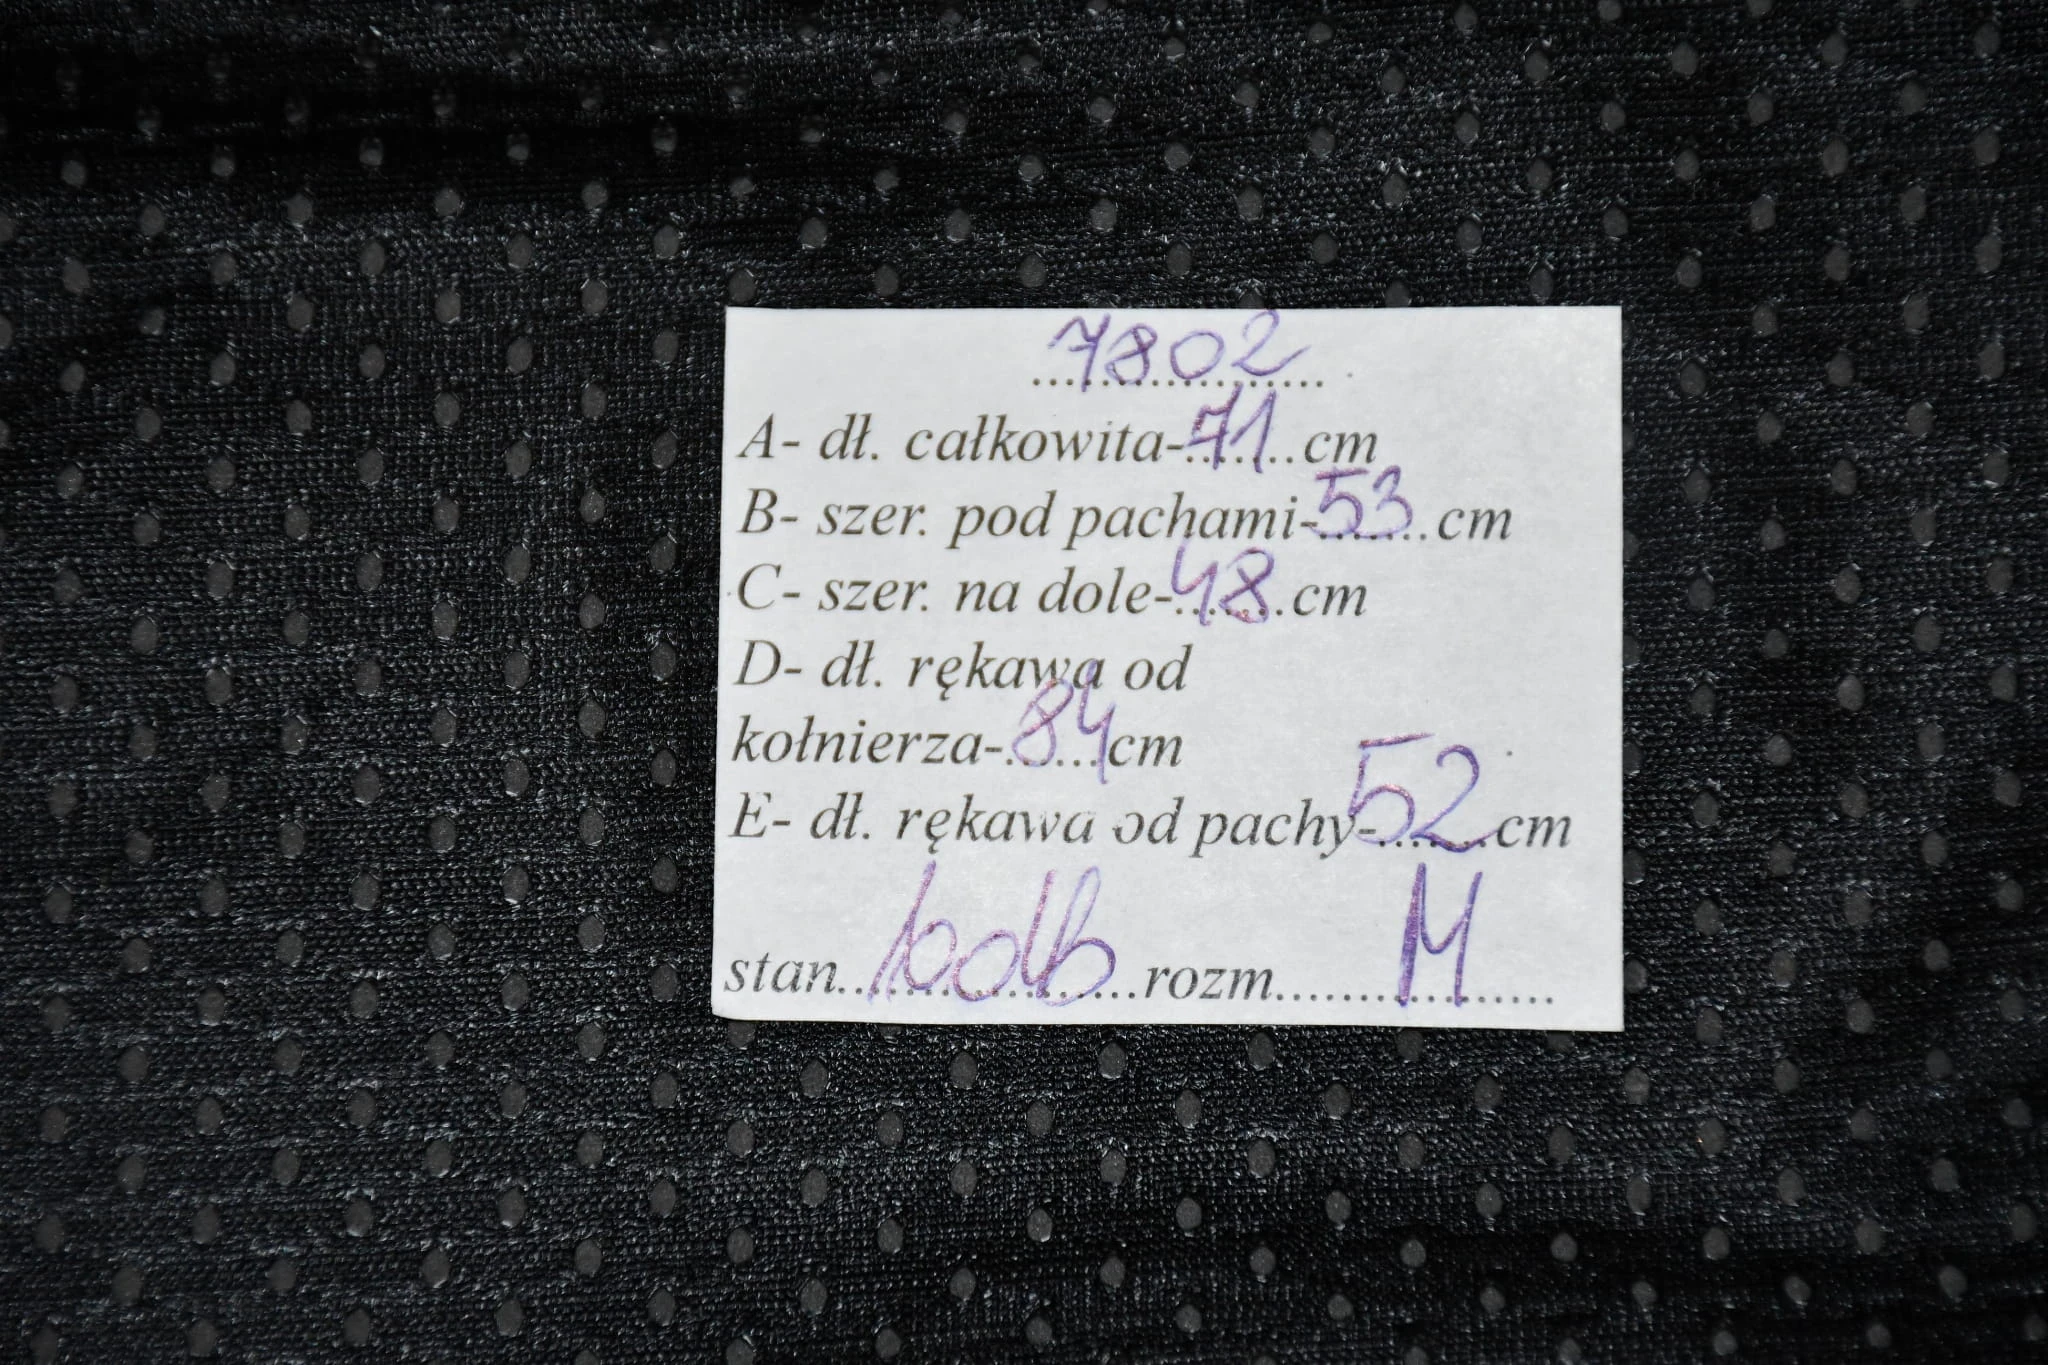 7802
A- dł. całkowita-71 cm
B- szer. pod pachami-53 cm
C- szer. na dole-48 cm
D- dł. rękawa od
kołnierza-84 cm
E- dł. rękawa od pachy-52 cm
stan bdb rozm M